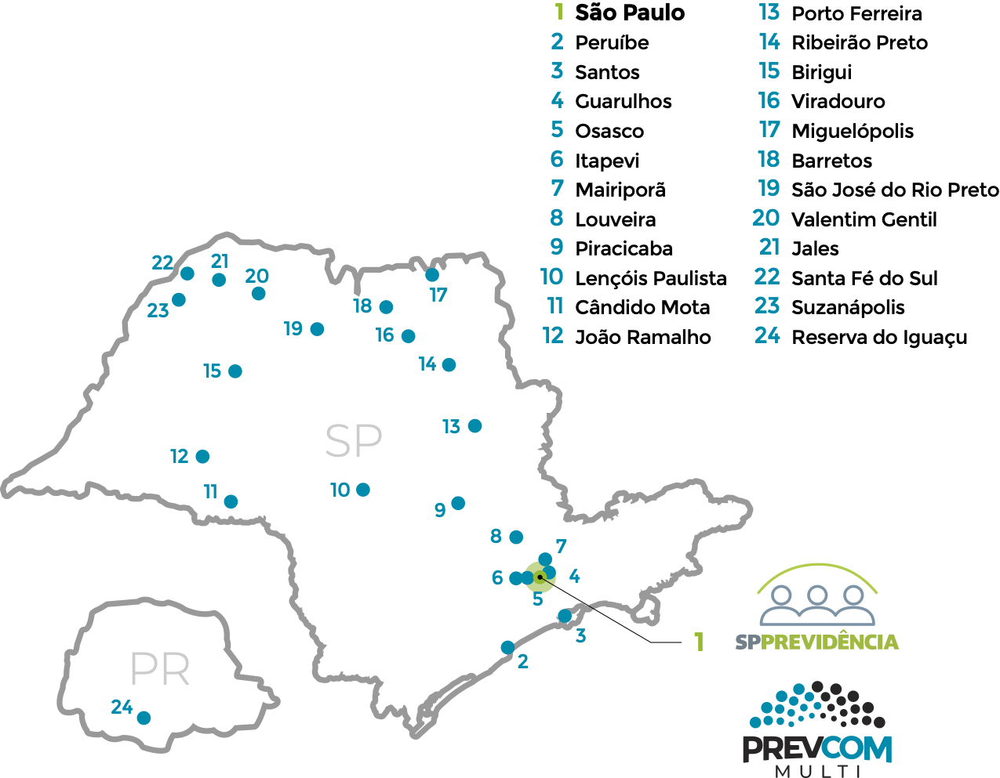 1 São Paulo
2 Peruíbe
3 Santos
4 Guarulhos
5 Osasco
6 Itapevi
7 Mairiporã
8 Louveira
9 Piracicaba
10 Lençóis Paulista
11 Cândido Mota
12 João Ramalho
13 Porto Ferreira
14 Ribeirão Preto
15 Birigui
16 Viradouro
17 Miguelópolis
18 Barretos
19 São José do Rio Preto
20 Valentim Gentil
21 Jales
22 Santa Fé do Sul
23 Suzanápolis
24 Reserva do Iguaçu
22
21
20
23
19
18
17
16
15
14
13
SP
12
11
10
9
8
7
6
4
5
3
2
1
PR
24
SPPREVIDÊNCIA
PREVCOM
MULTI